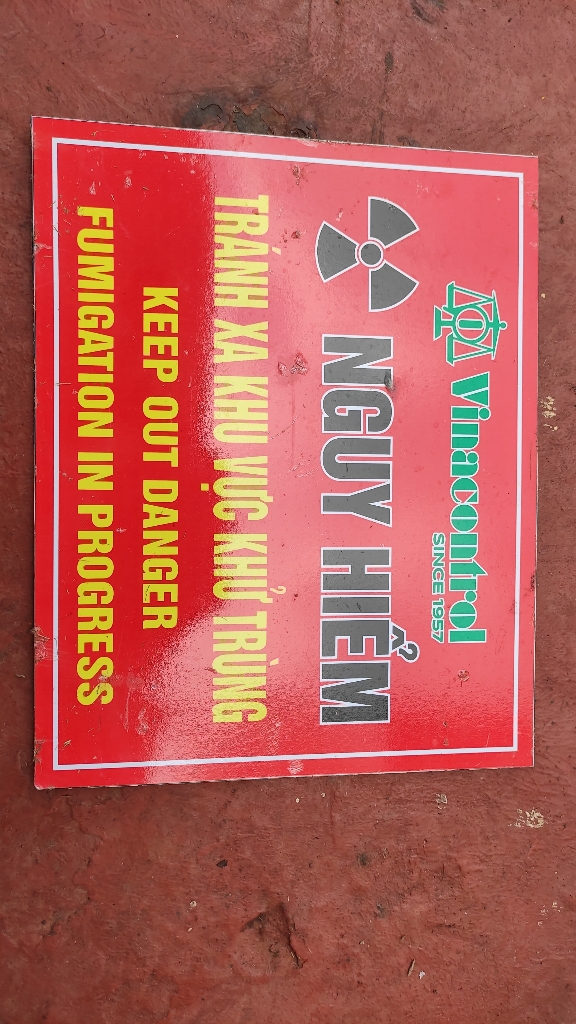 Vinacontrol
SINCE 1957
NGUY HIỂM
TRÁNH XA KHU VỰC KHỬ TRÙNG
KEEP OUT DANGER
FUMIGATION IN PROGRESS